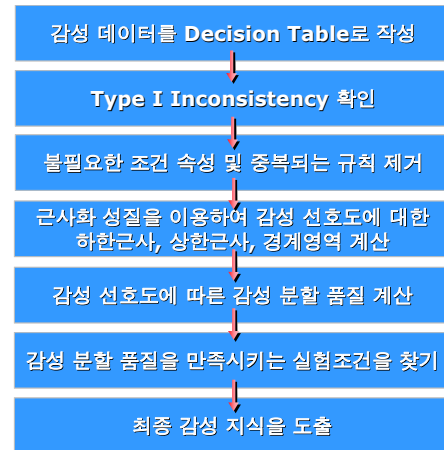 감성 데이터를 Decision Table로 작성
Type I Inconsistency 확인
불필요한 조건 속성 및 중복되는 규칙 제거
근사화 성질을 이용하여 감성 선호도에 대한
하한근사, 상한근사, 경계영역 계산
감성 선호도에 따른 감성 분할 품질 계산
감성 분할 품질을 만족시키는 실험조건을 찾기
최종 감성 지식을 도출